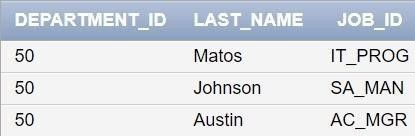 DEPARTMENT_ID LAST_NAME JOB_ID
50 Matos IT_PROG
50 Johnson SA_MAN
50 Austin AC_MGR